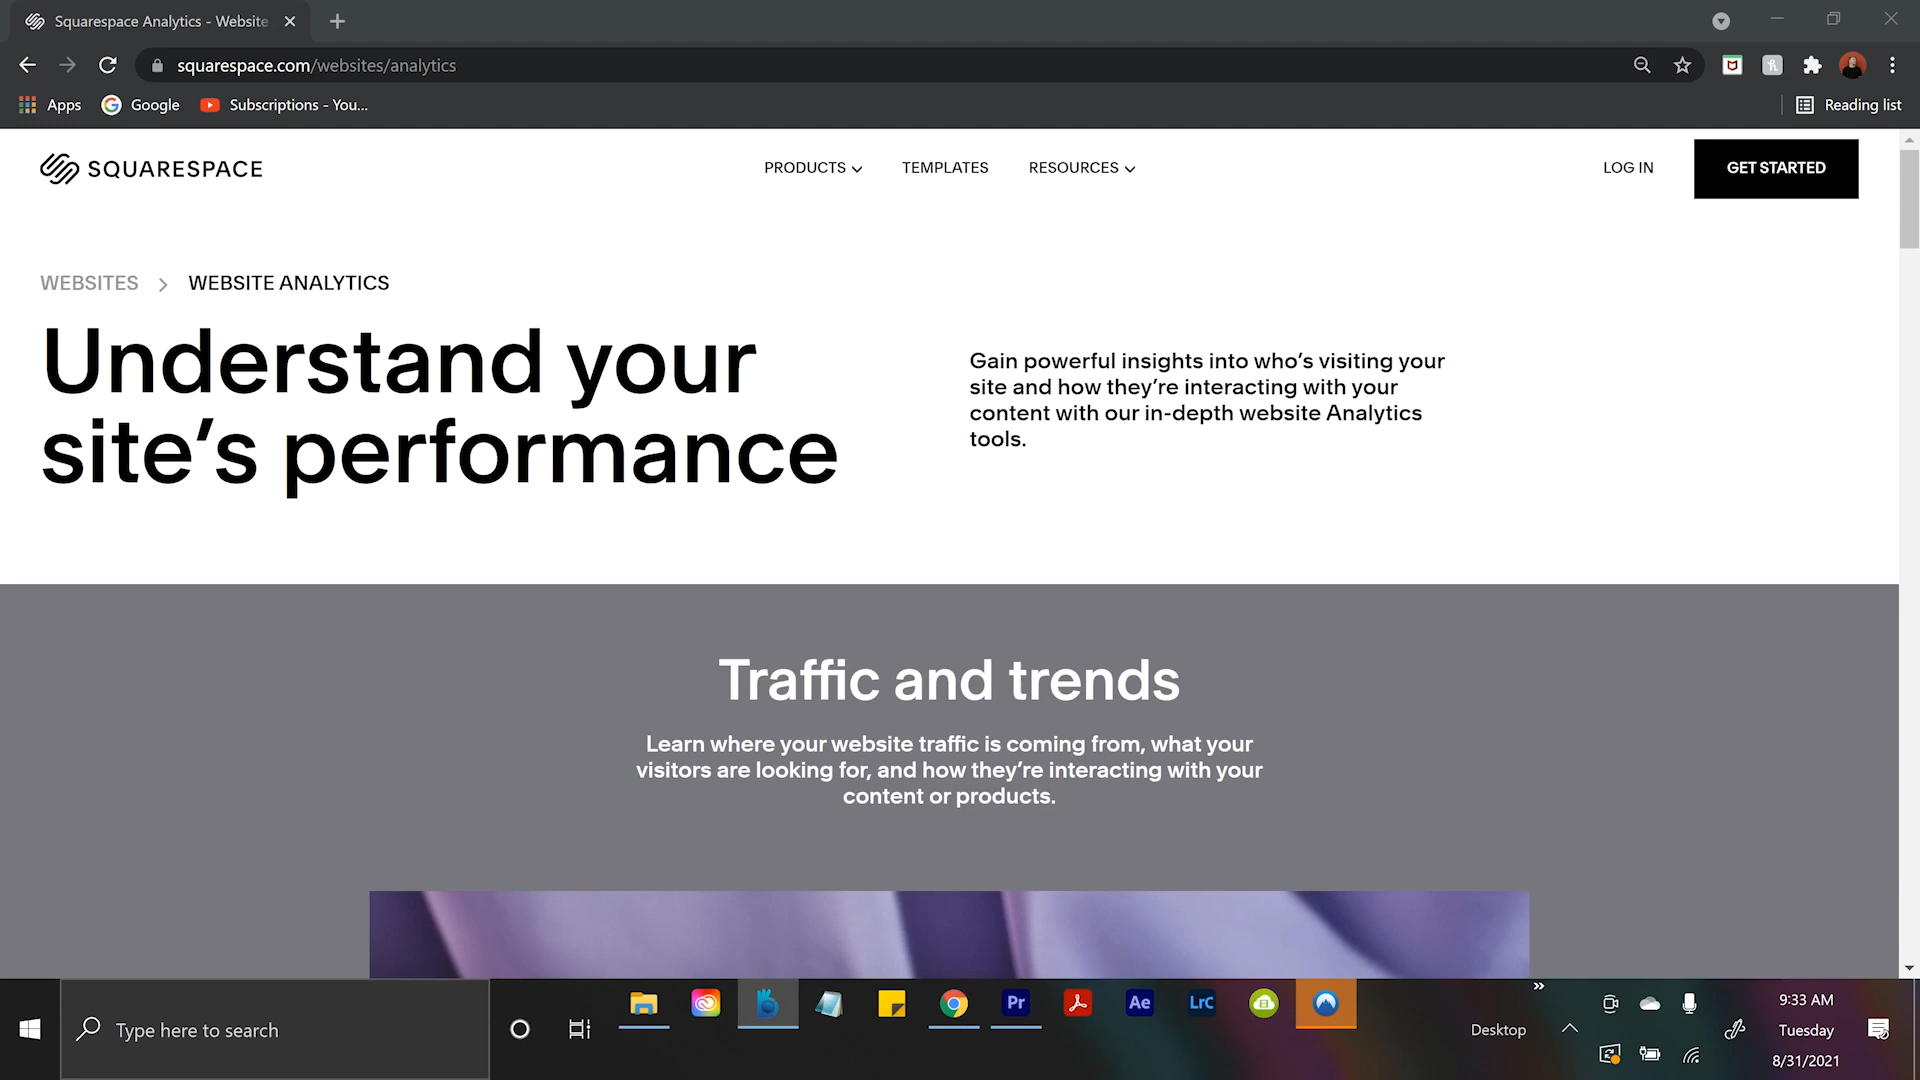 Squarespace Analytics - Website
squarespace.com/websites/analytics
Apps
Google
Subscriptions - You...
Reading list
SQUARESPACE
PRODUCTS
TEMPLATES
RESOURCES
LOG IN
GET STARTED
WEBSITES
WEBSITE ANALYTICS
Understand your
site’s performance
Gain powerful insights into who’s visiting your
site and how they’re interacting with your
content with our in-depth website Analytics
tools.
Traffic and trends
Learn where your website traffic is coming from, what your
visitors are looking for, and how they’re interacting with your
content or products.
Type here to search
Pr
Ae
LrC
Desktop
9:33 AM
Tuesday
8/31/2021